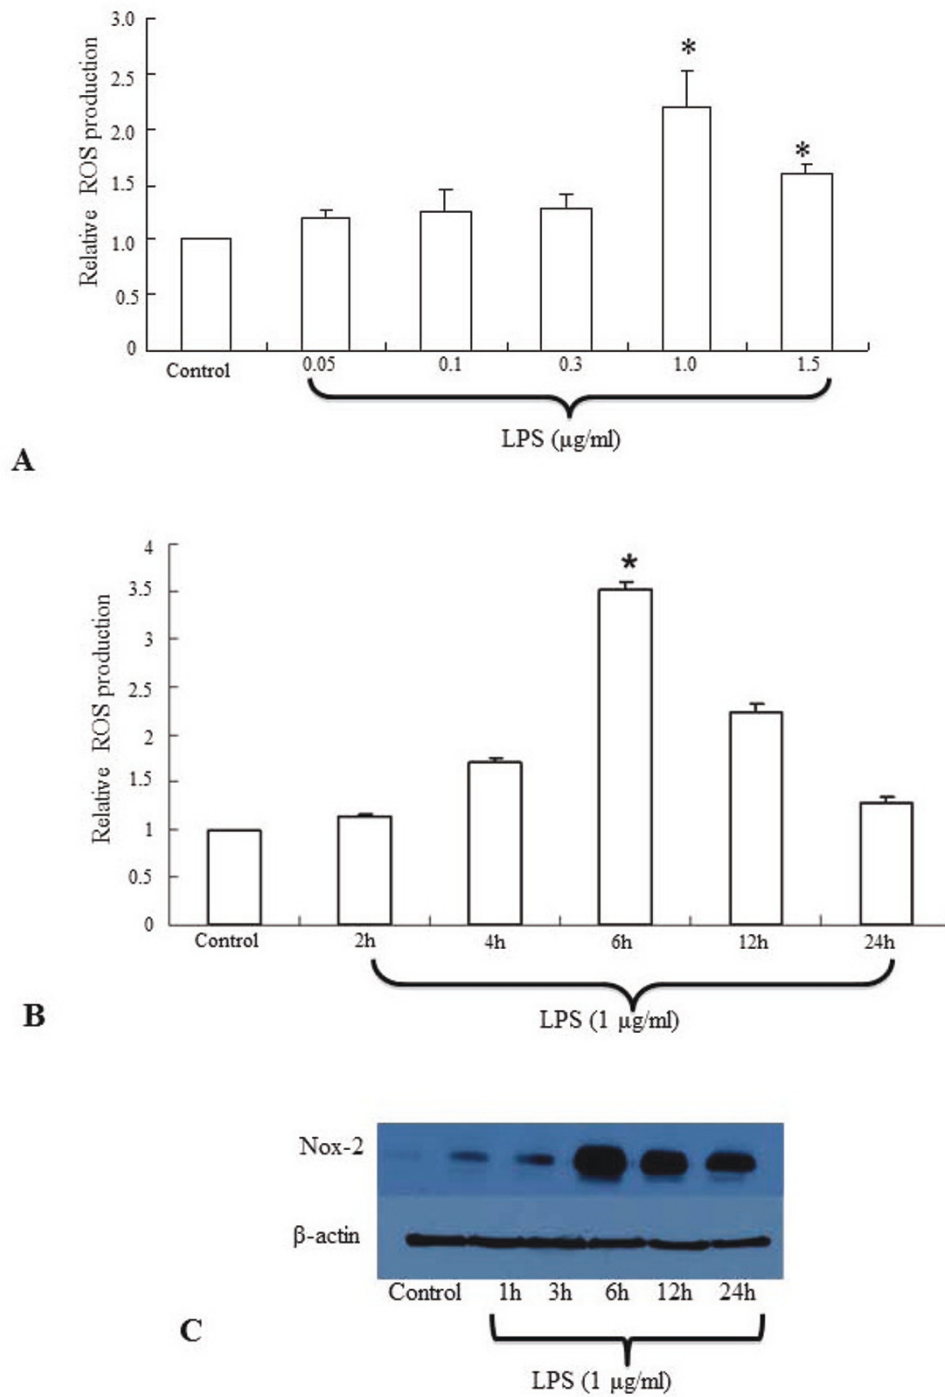 3.0
2.5
2.0
1.5
1.0
0.5
0
Relative ROS production
*
*
Control
0.05
0.1
0.3
1.0
1.5
LPS (µg/ml)
A
4
3.5
3
2.5
2
1.5
1
0.5
0
Relative ROS production
*
Control
2h
4h
6h
12h
24h
LPS (1 µg/ml)
B
Nox-2
β-actin
Control 1h 3h 6h 12h 24h
C
LPS (1 µg/ml)